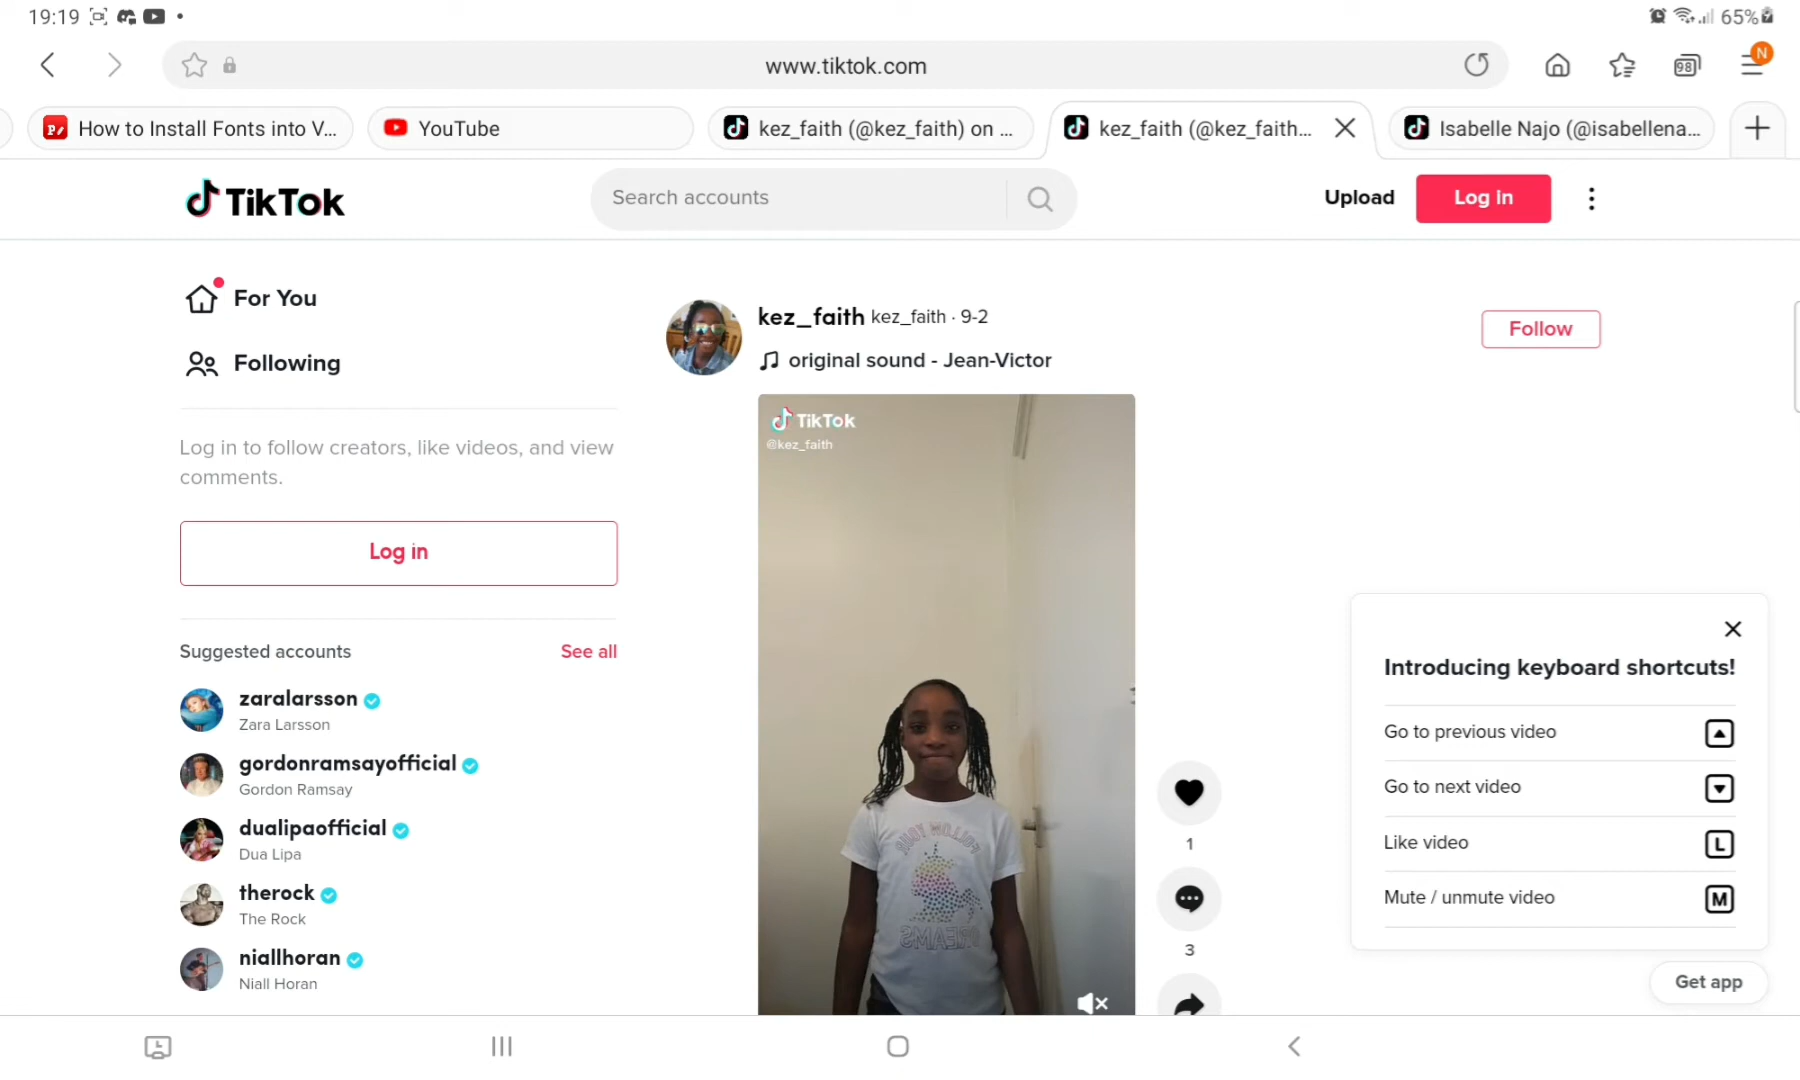 19:19
65%
www.tiktok.com
98
N
How to Install Fonts into V...
YouTube
kez_faith (@kez_faith) on ...
kez_faith (@kez_faith...
Isabelle Najo (@isabellena...
TikTok
Search accounts
Upload
Log in
For You
Following
Log in to follow creators, like videos, and view
comments.
Log in
Suggested accounts
See all
zaralarsson
Zara Larsson
gordonramsayofficial
Gordon Ramsay
dualipaofficial
Dua Lipa
therock
The Rock
niallhoran
Niall Horan
kez_faith kez_faith · 9-2
original sound - Jean-Victor
Follow
TikTok
@kez_faith
FOLLOW YOUR
DREAMS
1
3
Introducing keyboard shortcuts!
Go to previous video
Go to next video
Like video
L
Mute / unmute video
M
Get app